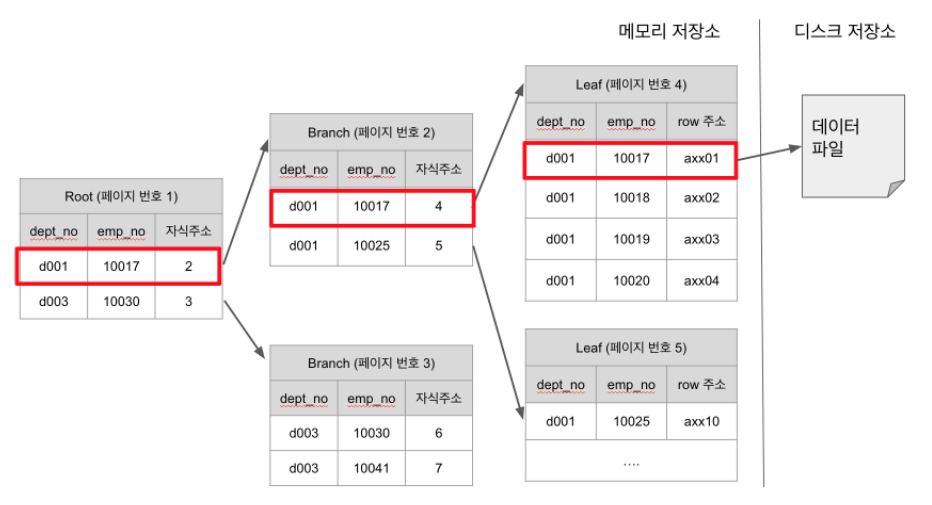 메모리 저장소
디스크 저장소
Root (페이지 번호 1)
dept_no emp_no 자식주소
d001 10017 2
d003 10030 3
Branch (페이지 번호 2)
dept_no emp_no 자식주소
d001 10017 4
d001 10025 5
Branch (페이지 번호 3)
dept_no emp_no 자식주소
d003 10030 6
d003 10041 7
Leaf (페이지 번호 4)
dept_no emp_no row 주소
d001 10017 axx01
d001 10018 axx02
d001 10019 axx03
d001 10020 axx04
Leaf (페이지 번호 5)
dept_no emp_no row 주소
d001 10025 axx10
....
데이터
파일